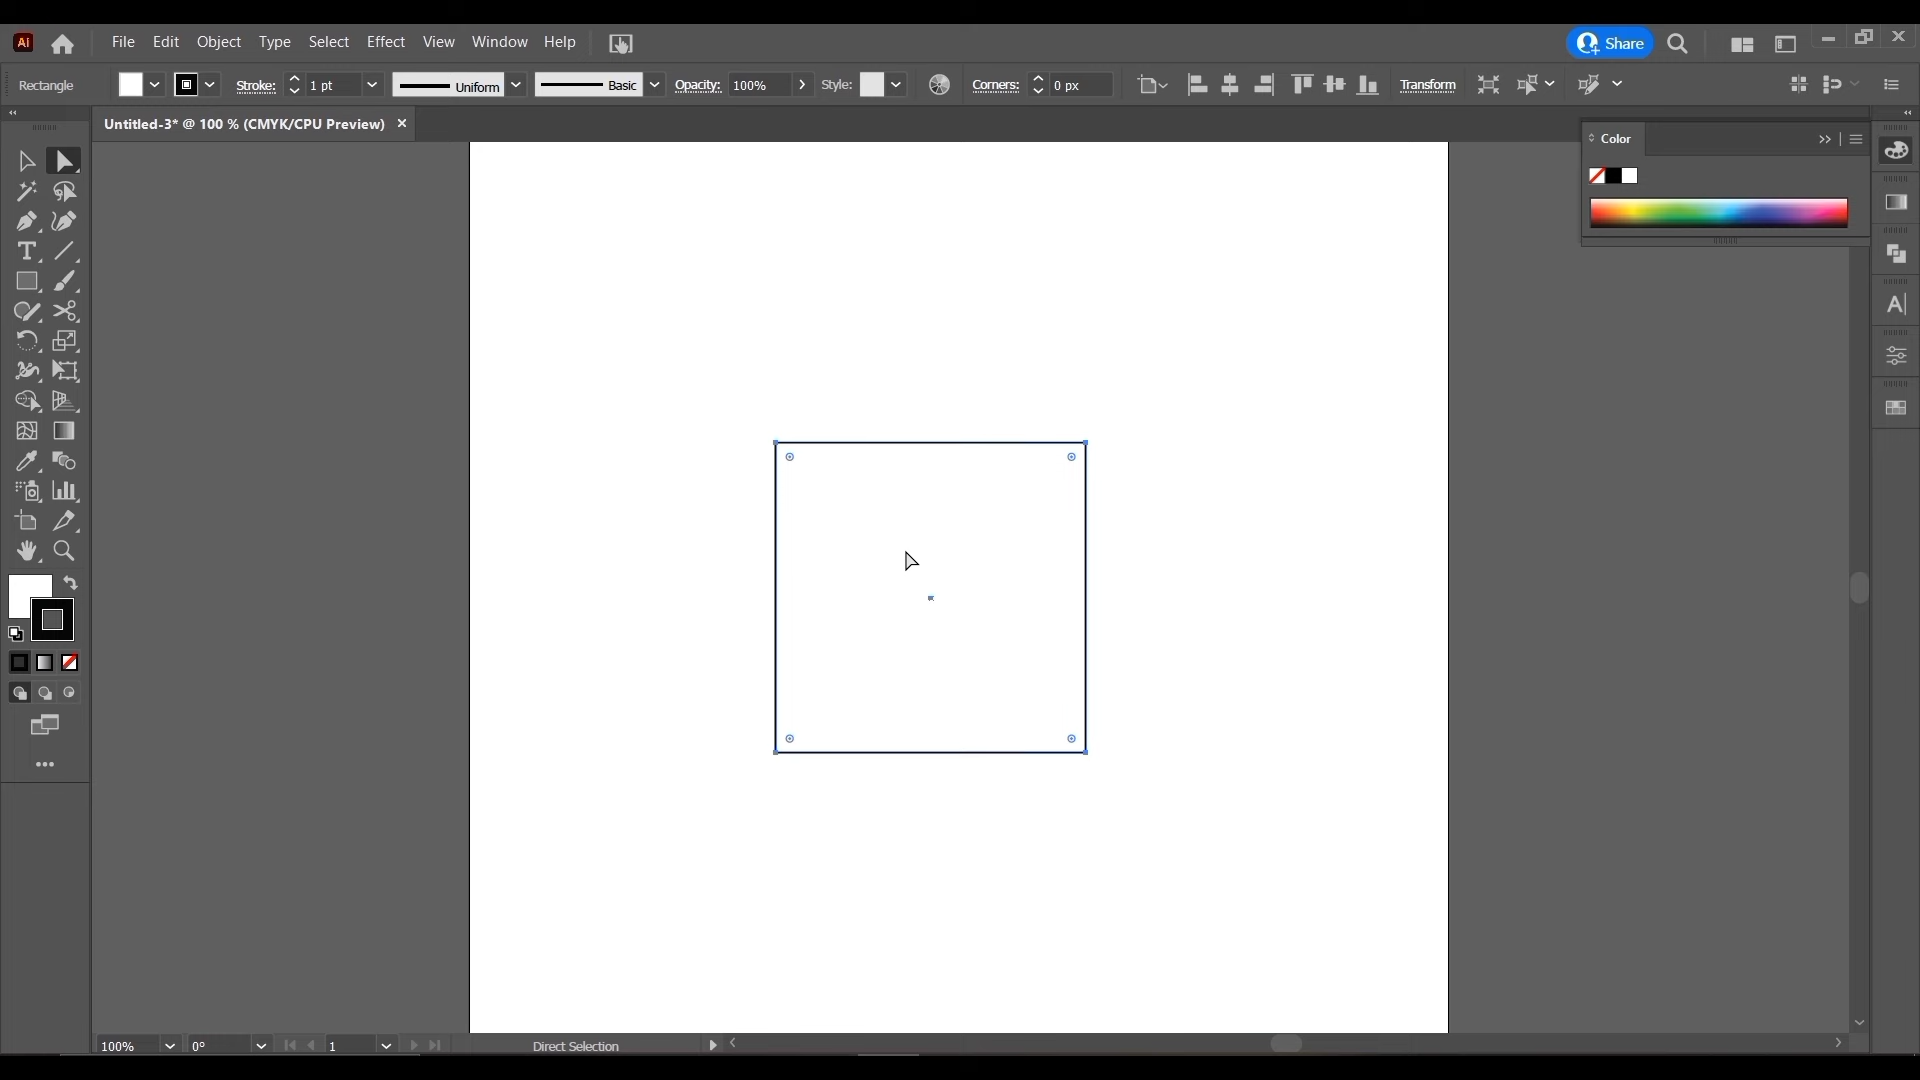 Ai File Edit Object Type Select Effect View Window Help Share
Rectangle Stroke: 1 pt Uniform Basic Opacity: 100% Style: Corners: 0 px Transform
Untitled-3* @ 100 % (CMYK/CPU Preview)
Color
100% 0° 1 Direct Selection